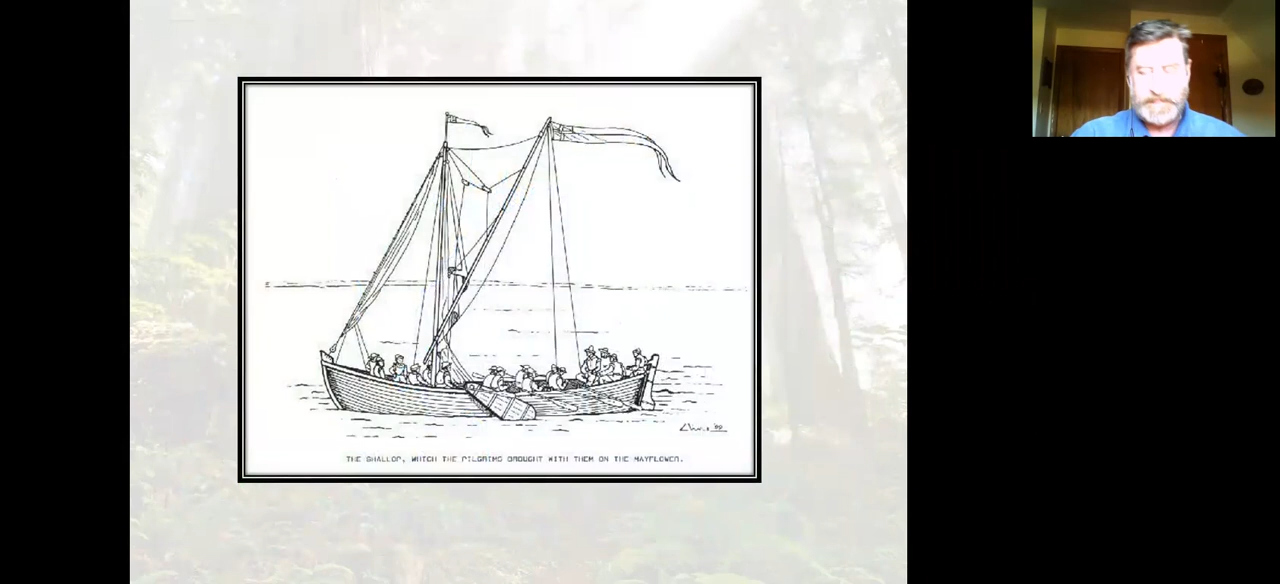 THE SHALLOP, WHICH THE PILGRIMS BROUGHT WITH THEM ON THE MAYFLOWER.